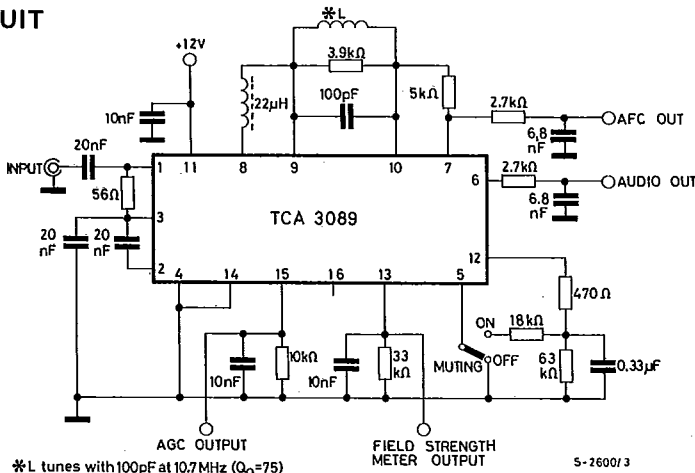 UIT
✱L
+12V
3.9kΩ
22µH
100pF
5kΩ
2.7kΩ
AFC OUT
10nF
20nF
6,8
nF
INPUT
1
11
8
9
10
7
2.7kΩ
56Ω
6
AUDIO OUT
TCA 3089
6.8
nF
3
20
nF
20
nF
12
2
4
14
15
16
13
5
470Ω
ON
18kΩ
10nF
10kΩ
10nF
33
kΩ
MUTING
OFF
63
kΩ
0.33µF
AGC OUTPUT
FIELD STRENGTH
METER OUTPUT
S-2600/3
✱L tunes with 100pF at 10.7MHz (Qo=75)